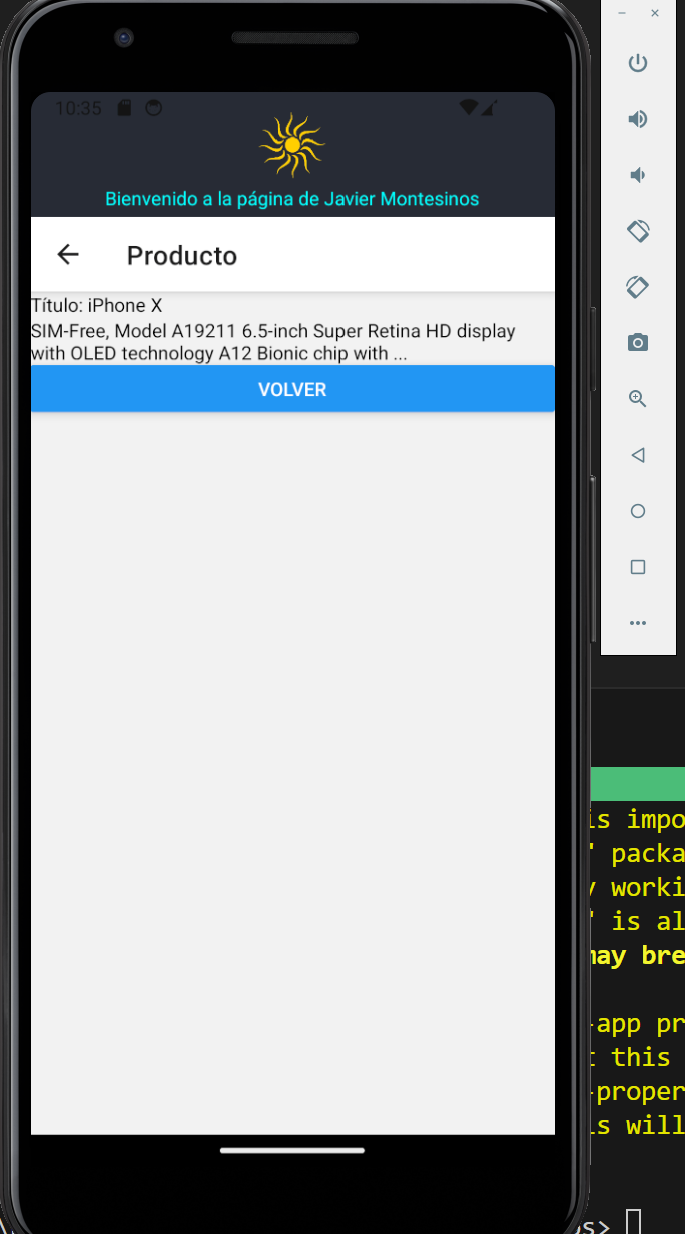 10:35
Bienvenido a la página de Javier Montesinos
Producto
Título: iPhone X
SIM-Free, Model A19211 6.5-inch Super Retina HD display
with OLED technology A12 Bionic chip with ...
VOLVER
is impo
' packa
y worki
' is al
may bre
-app pr
t this
-proper
is will
os>